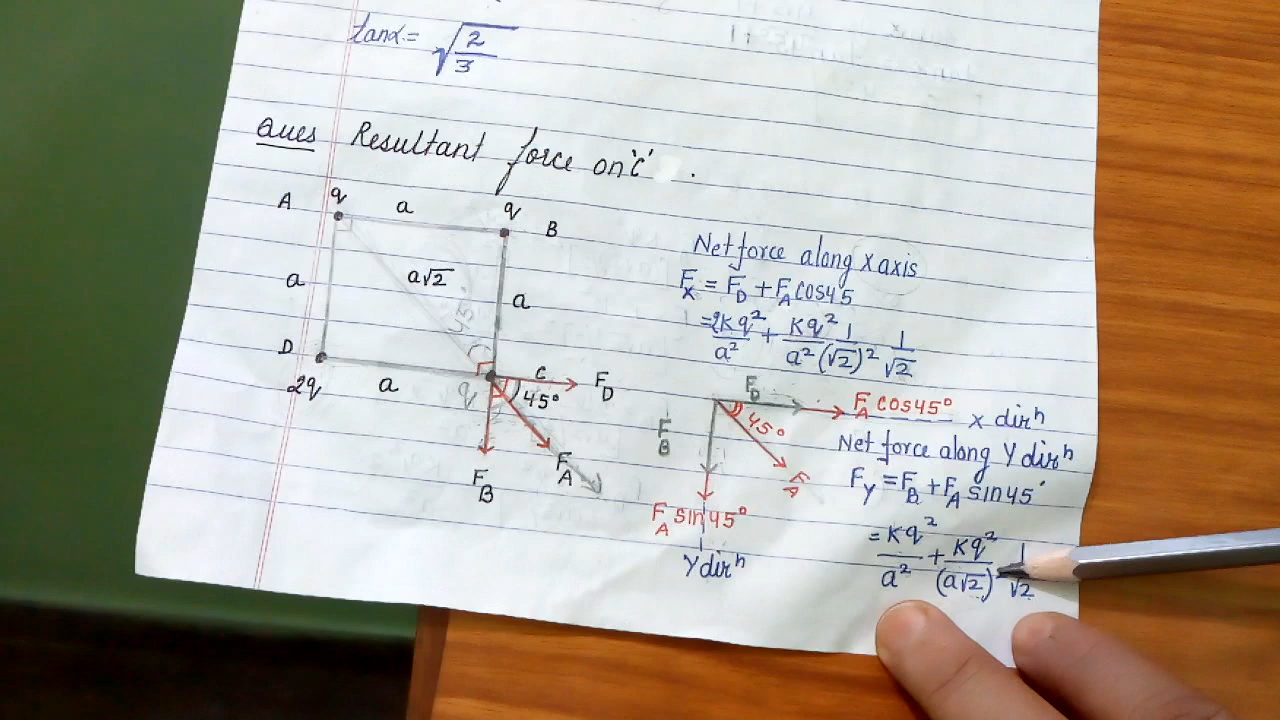 tanα = √2/3
Ques Resultant force on 'C'.
A q a q B
a a√2 a
45°
D
2q a q C F_D
45°
F_B F_A
Net force along X axis
F_x = F_D + F_A cos45
= 2Kq²/a² + Kq²/a²(√2)² 1/√2
F_D F_A cos45° x dirⁿ
45°
F_B F_A
F_A sin45°
Y dirⁿ
Net force along Y dirⁿ
F_y = F_B + F_A sin45°
= Kq²/a² + Kq²/(a√2)² 1/√2